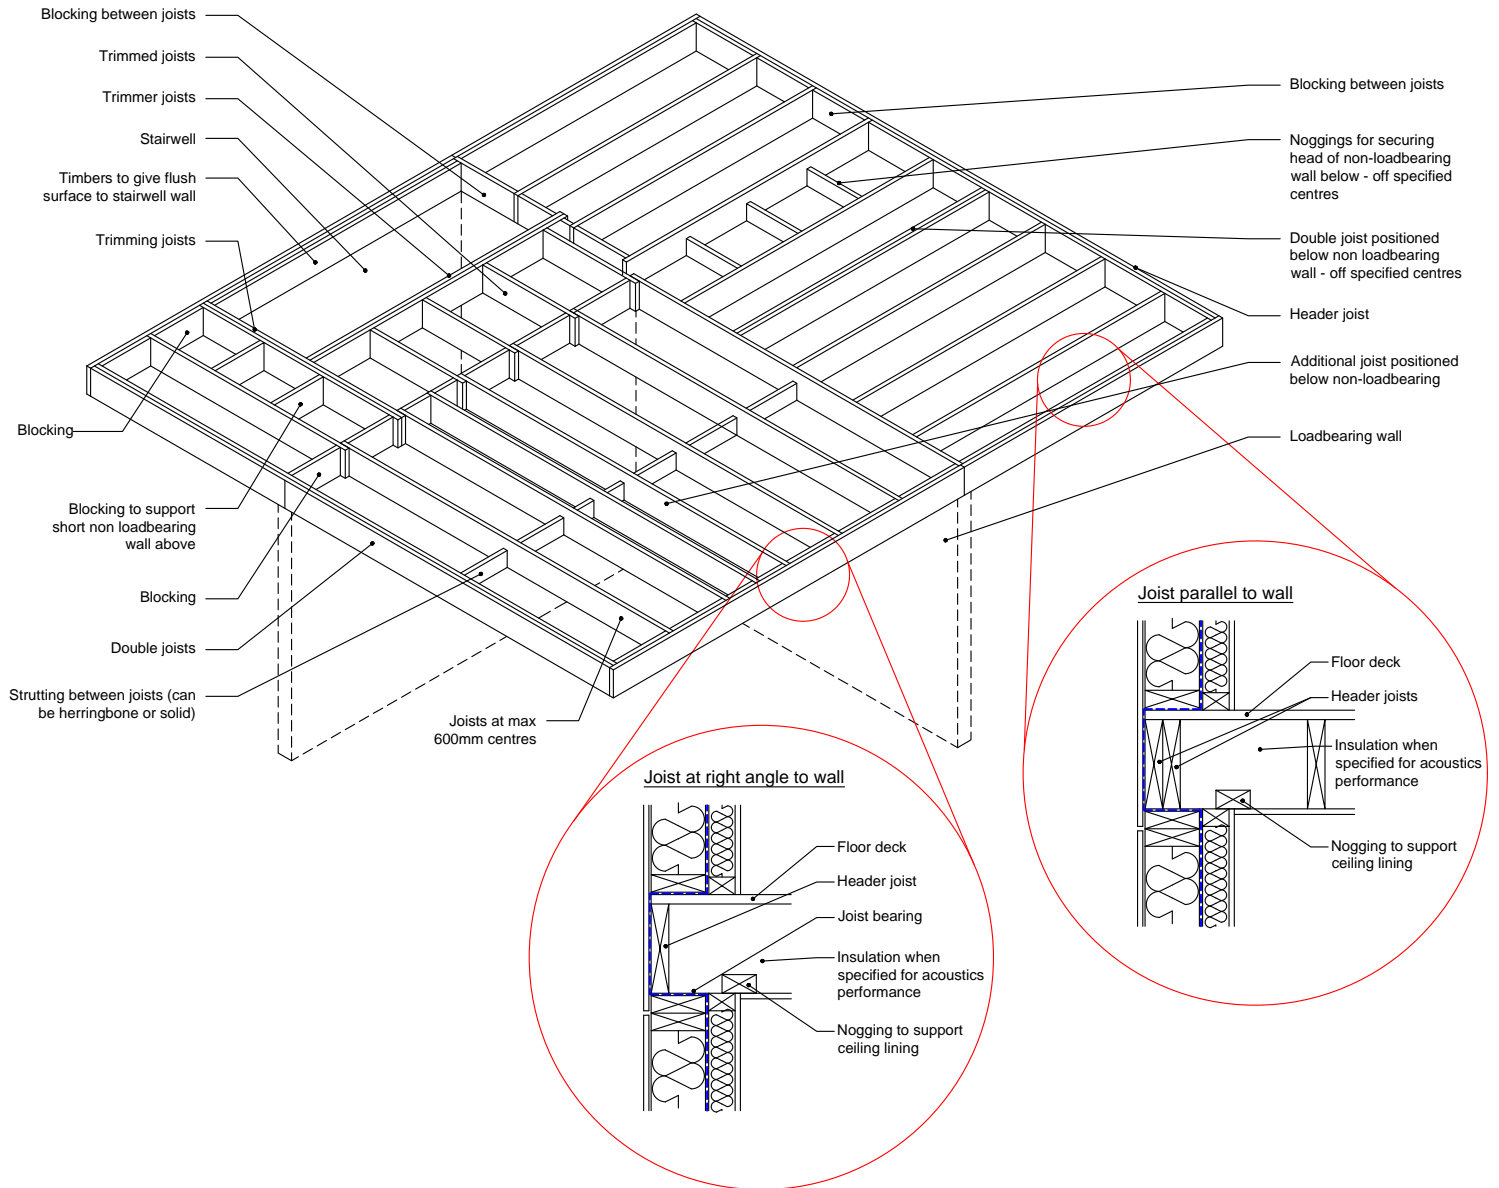 Blocking between joists
Trimmed joists
Trimmer joists
Stairwell
Timbers to give flush
surface to stairwell wall
Trimming joists
Blocking
Blocking to support
short non loadbearing
wall above
Blocking
Double joists
Strutting between joists (can
be herringbone or solid)
Joists at max
600mm centres
Blocking between joists
Noggings for securing
head of non-loadbearing
wall below - off specified
centres
Double joist positioned
below non loadbearing
wall - off specified centres
Header joist
Additional joist positioned
below non-loadbearing
Loadbearing wall
Joist at right angle to wall
Floor deck
Header joist
Joist bearing
Insulation when
specified for acoustics
performance
Nogging to support
ceiling lining
Joist parallel to wall
Floor deck
Header joists
Insulation when
specified for acoustics
performance
Nogging to support
ceiling lining